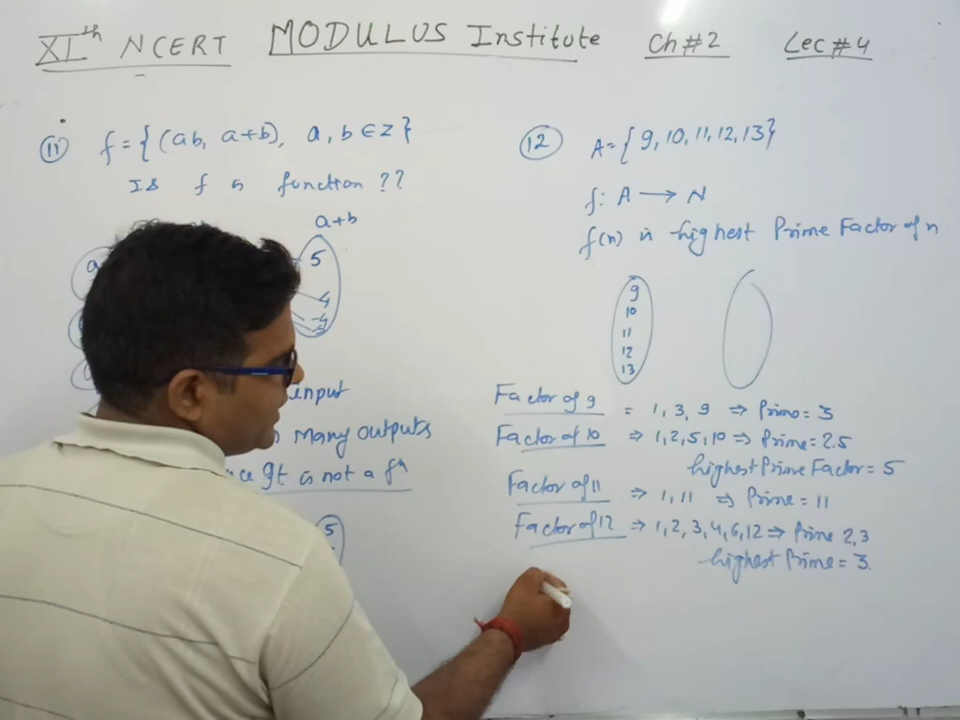 XIth NCERT MODULUS Institute Ch#2 Lec#4
(11) f = {(ab, a+b), a, b ∈ Z}
Is f a function ??
a+b
5
4
-4
input
Many outputs
It is not a fn
5
(12) A = {9, 10, 11, 12, 13}
f: A → N
f(n) is highest Prime Factor of n
9
10
11
12
13
Factor of 9 = 1, 3, 9 ⇒ Prime = 3
Factor of 10 ⇒ 1, 2, 5, 10 ⇒ Prime = 2.5
highest Prime Factor = 5
Factor of 11 ⇒ 1, 11 ⇒ Prime = 11
Factor of 12 ⇒ 1, 2, 3, 4, 6, 12 ⇒ Prime 2, 3
highest Prime = 3.